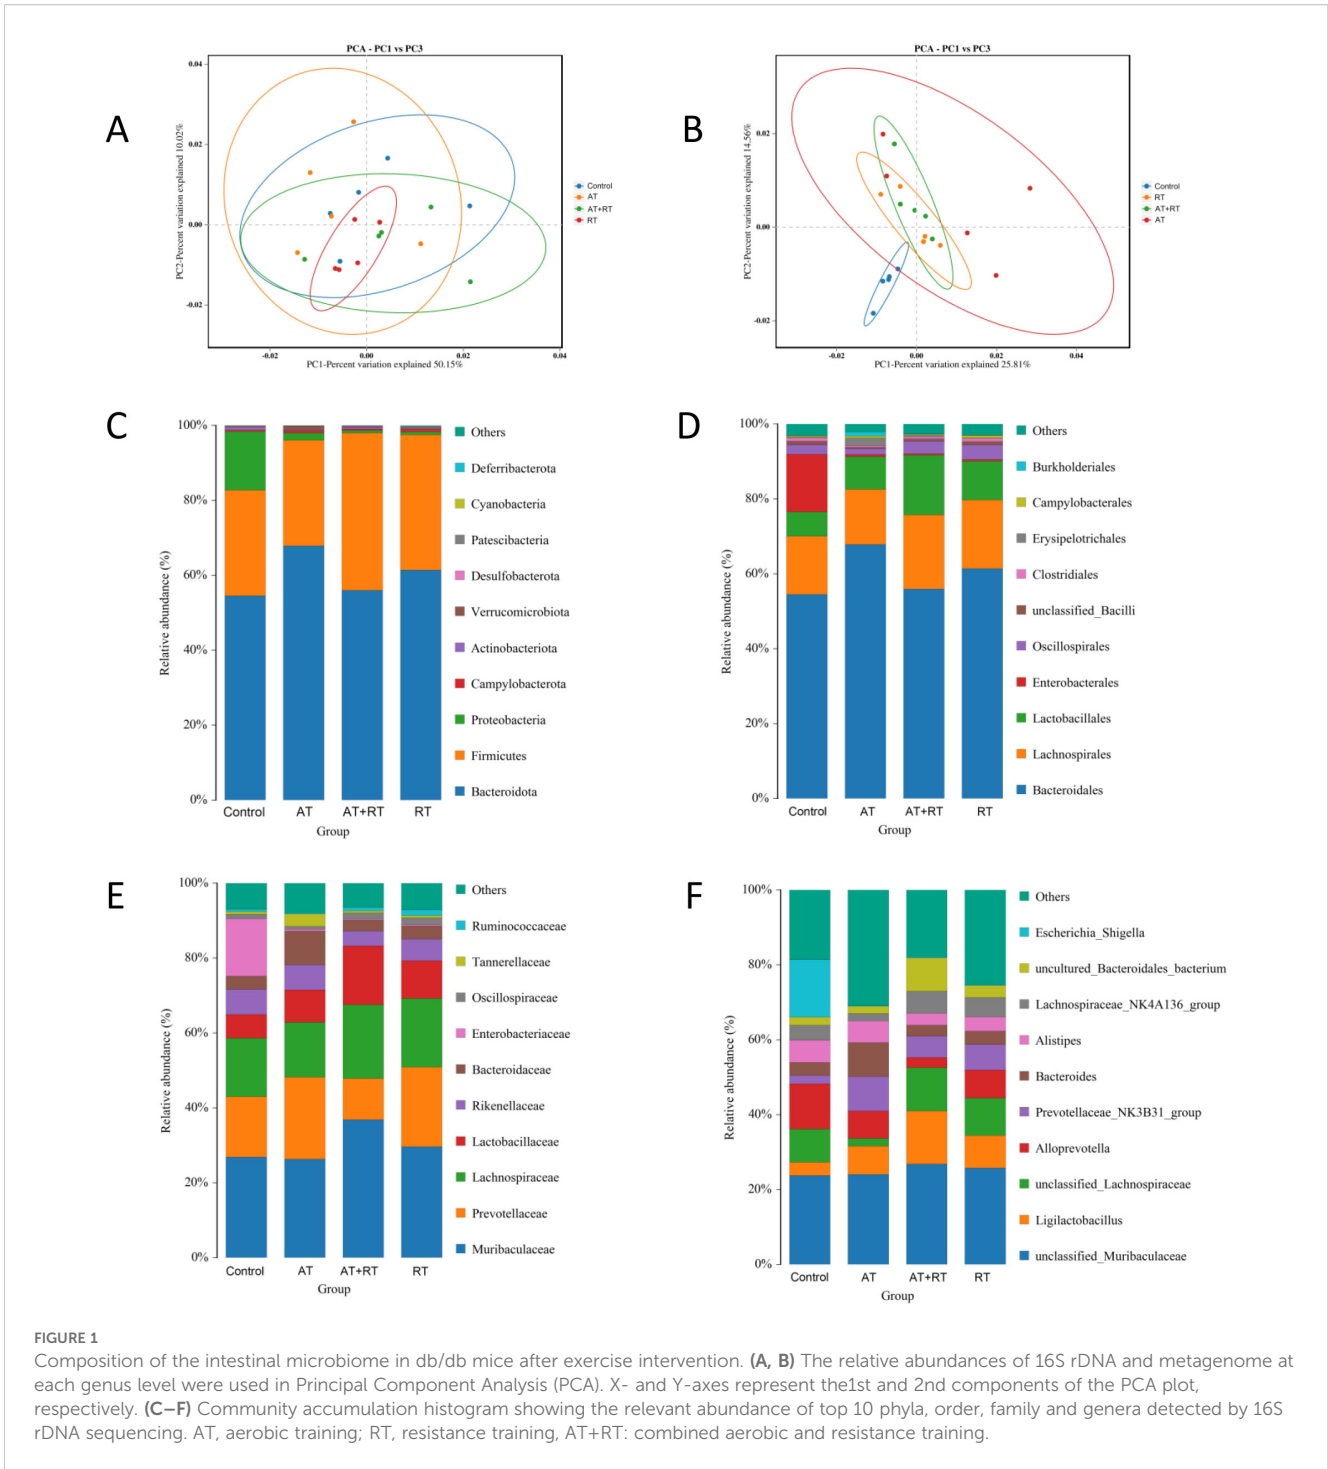 A
PCA - PC1 vs PC3
PC2-Percent variation explained 10.02%
0.04
0.02
0.00
-0.02
-0.02
0.00
0.02
0.04
PC1-Percent variation explained 50.15%
Control
AT
AT+RT
RT
B
PCA - PC1 vs PC3
PC2-Percent variation explained 14.56%
0.02
0.00
-0.02
-0.02
0.00
0.02
0.04
PC1-Percent variation explained 25.81%
Control
RT
AT+RT
AT
C
Relative abundance (%)
100%
80%
60%
40%
20%
0%
Control
AT
AT+RT
RT
Group
Others
Deferribacterota
Cyanobacteria
Patescibacteria
Desulfobacterota
Verrucomicrobiota
Actinobacteriota
Campylobacterota
Proteobacteria
Firmicutes
Bacteroidota
D
Relative abundance (%)
100%
80%
60%
40%
20%
0%
Control
AT
AT+RT
RT
Group
Others
Burkholderiales
Campylobacterales
Erysipelotrichales
Clostridiales
unclassified_Bacilli
Oscillospirales
Enterobacterales
Lactobacillales
Lachnospirales
Bacteroidales
E
Relative abundance (%)
100%
80%
60%
40%
20%
0%
Control
AT
AT+RT
RT
Group
Others
Ruminococcaceae
Tannerellaceae
Oscillospiraceae
Enterobacteriaceae
Bacteroidaceae
Rikenellaceae
Lactobacillaceae
Lachnospiraceae
Prevotellaceae
Muribaculaceae
F
Relative abundance (%)
100%
80%
60%
40%
20%
0%
Control
AT
AT+RT
RT
Group
Others
Escherichia_Shigella
uncultured_Bacteroidales_bacterium
Lachnospiraceae_NK4A136_group
Alistipes
Bacteroides
Prevotellaceae_NK3B31_group
Alloprevotella
unclassified_Lachnospiraceae
Ligilactobacillus
unclassified_Muribaculaceae
FIGURE 1
Composition of the intestinal microbiome in db/db mice after exercise intervention. (A, B) The relative abundances of 16S rDNA and metagenome at
each genus level were used in Principal Component Analysis (PCA). X- and Y-axes represent the1st and 2nd components of the PCA plot,
respectively. (C–F) Community accumulation histogram showing the relevant abundance of top 10 phyla, order, family and genera detected by 16S
rDNA sequencing. AT, aerobic training; RT, resistance training, AT+RT: combined aerobic and resistance training.